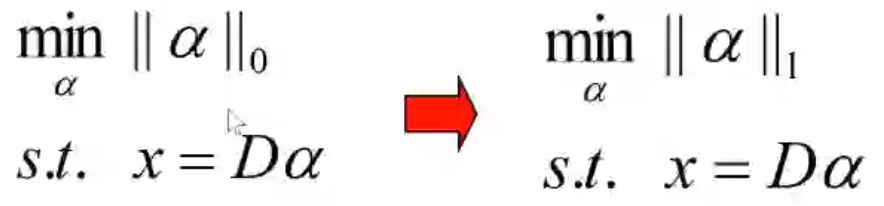 min ‖ α ‖₀
α
s.t. x = Dα
min ‖ α ‖₁
α
s.t. x = Dα